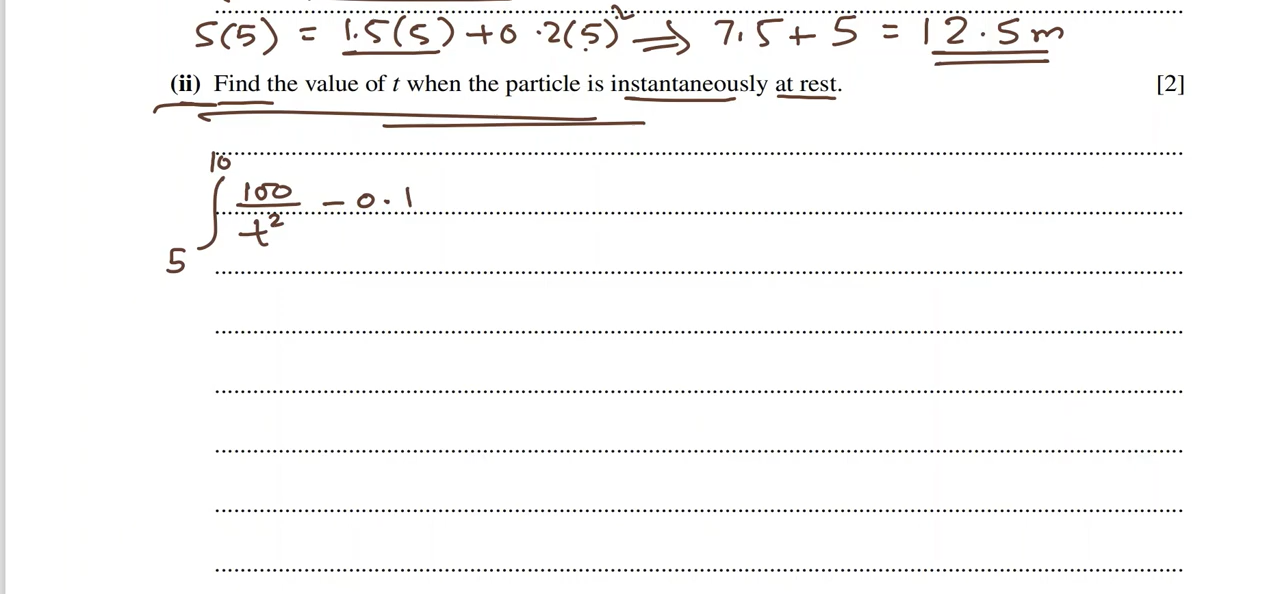 S(5) = 1.5(5) + 0.2(5)² ⇒ 7.5 + 5 = 12.5m
(ii) Find the value of t when the particle is instantaneously at rest. [2]
10
∫ 100/t² - 0.1
5